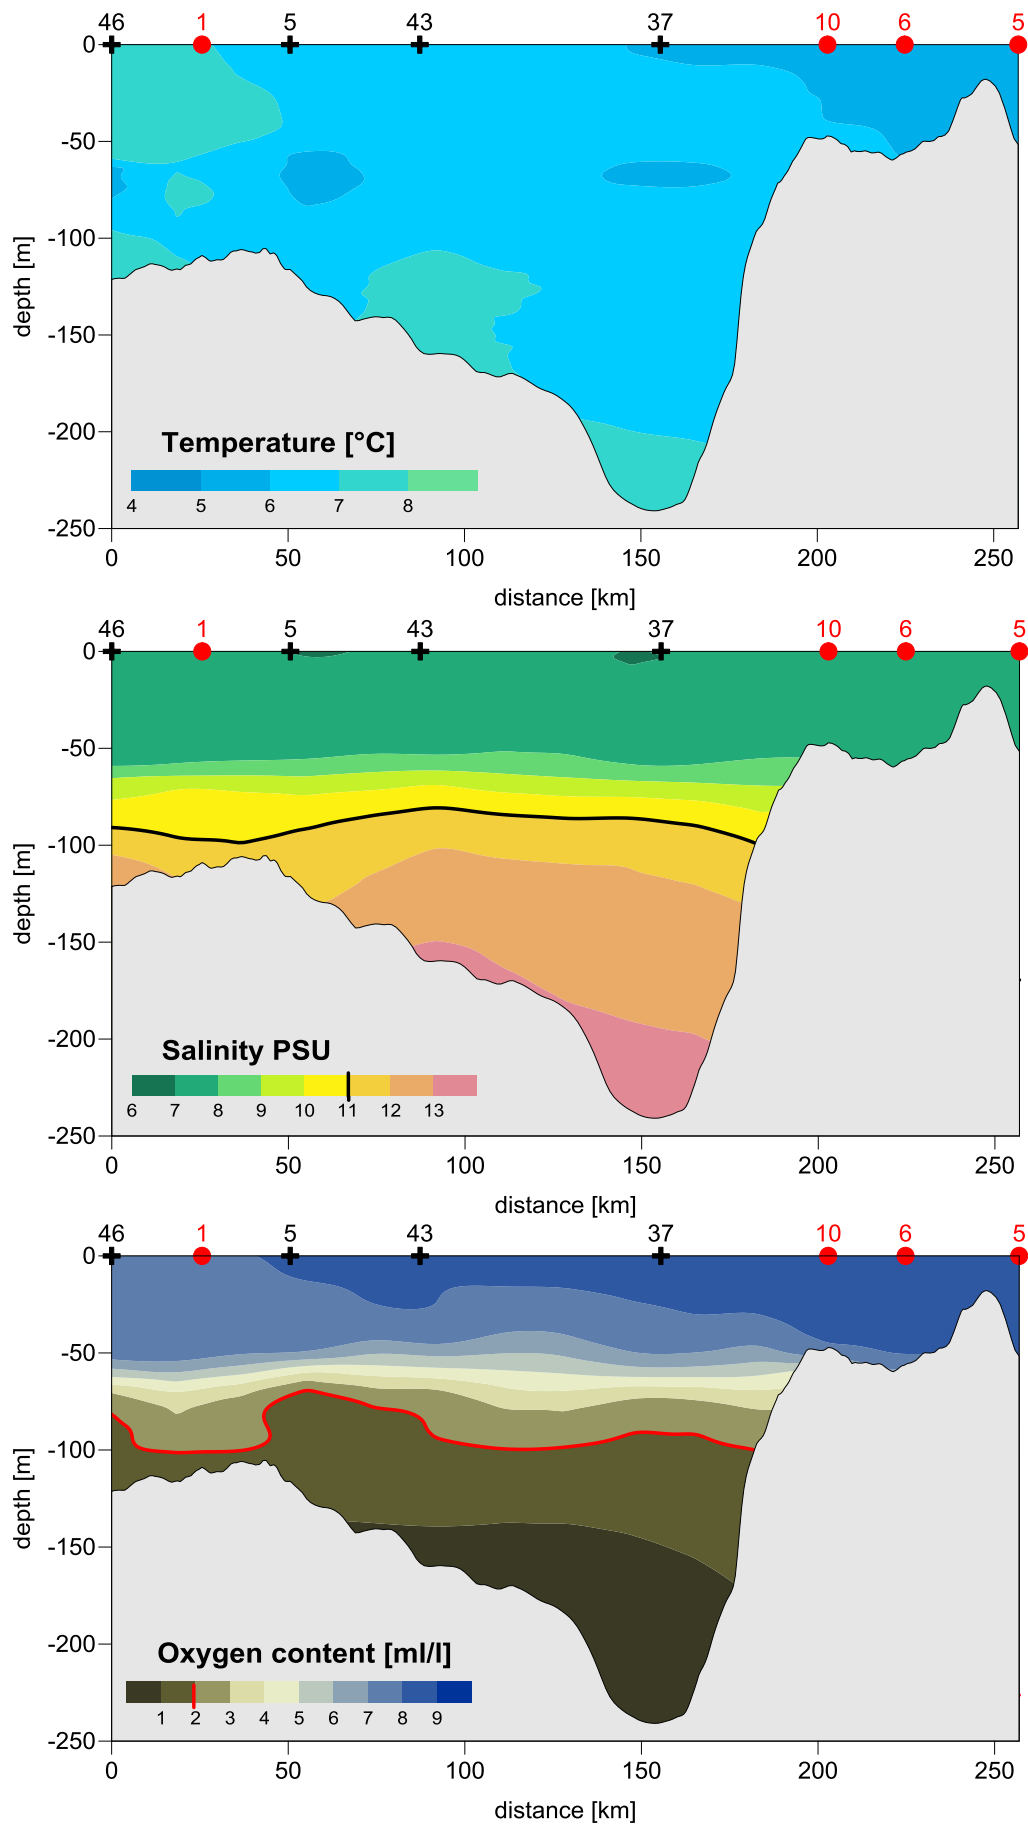 46 1 5 43 37 10 6 5
0
-50
-100
-150
-200
-250
depth [m]
Temperature [°C]
4 5 6 7 8
0 50 100 150 200 250
distance [km]
46 1 5 43 37 10 6 5
0
-50
-100
-150
-200
-250
depth [m]
Salinity PSU
6 7 8 9 10 11 12 13
0 50 100 150 200 250
distance [km]
46 1 5 43 37 10 6 5
0
-50
-100
-150
-200
-250
depth [m]
Oxygen content [ml/l]
1 2 3 4 5 6 7 8 9
0 50 100 150 200 250
distance [km]